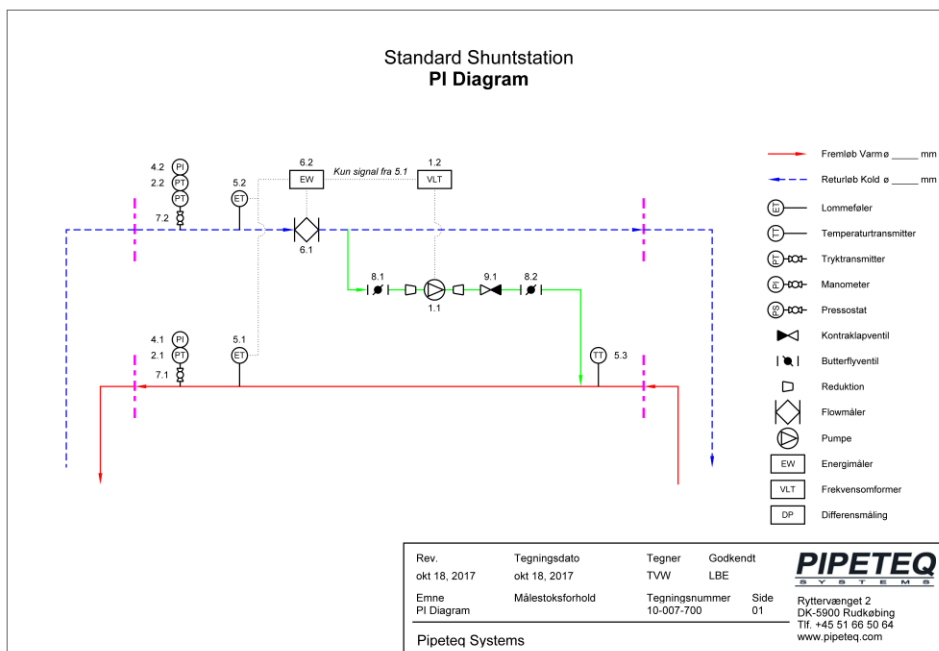 Standard Shuntstation
PI Diagram
4.2 PI
2.2 PT
PT
7.2
5.2
ET
6.2
EW
Kun signal fra 5.1
1.2
VLT
6.1
8.1
1.1
9.1
8.2
4.1 PI
2.1 PT
7.1
5.1
ET
TT 5.3
Fremløb Varm ø _____ mm
Returløb Kold ø _____ mm
ET Lommeføler
TT Temperaturtransmitter
PT Tryktransmitter
PI Manometer
PS Pressostat
Kontraklapventil
Butterflyventil
Reduktion
Flowmåler
Pumpe
EW Energimåler
VLT Frekvensomformer
DP Differensmåling
Rev. Tegningsdato Tegner Godkendt
okt 18, 2017 okt 18, 2017 TVW LBE
Emne Målestoksforhold Tegningsnummer Side
PI Diagram 10-007-700 01
Pipeteq Systems
PIPETEQ
SYSTEMS
Ryttervænget 2
DK-5900 Rudkøbing
Tlf. +45 51 66 50 64
www.pipeteq.com